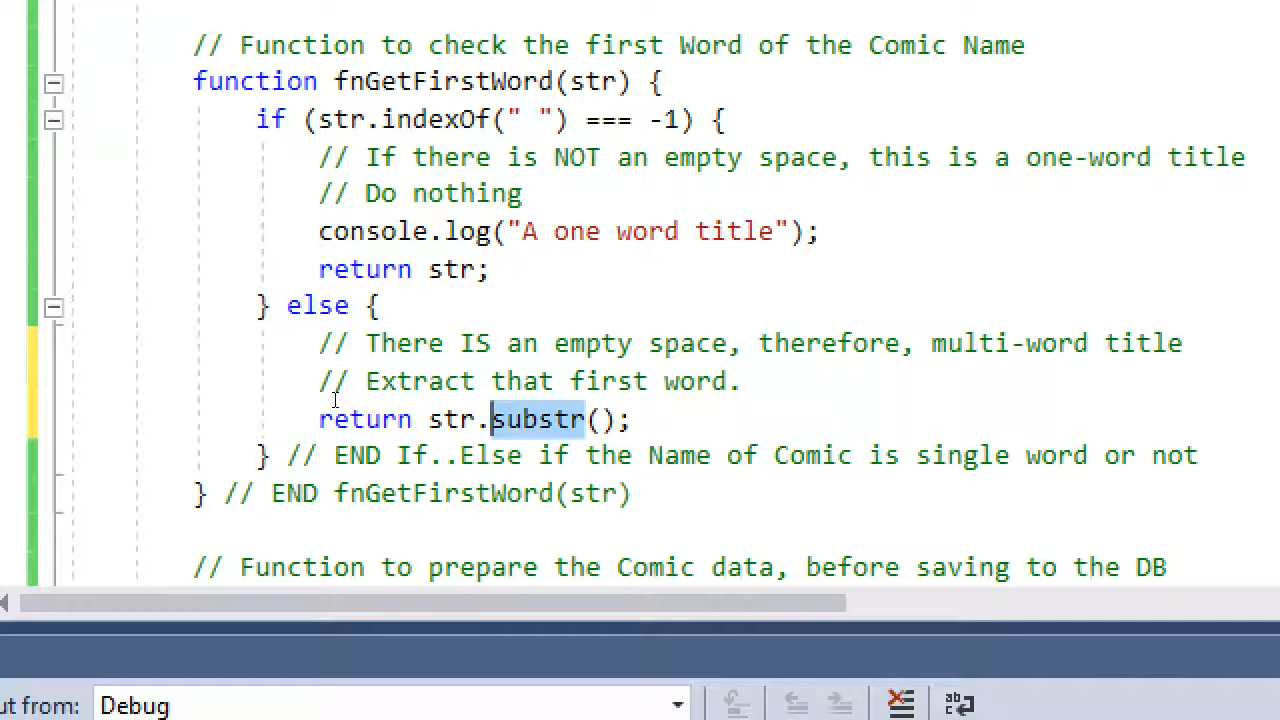 // Function to check the first Word of the Comic Name
function fnGetFirstWord(str) {
if (str.indexOf(" ") === -1) {
// If there is NOT an empty space, this is a one-word title
// Do nothing
console.log("A one word title");
return str;
} else {
// There IS an empty space, therefore, multi-word title
// Extract that first word.
return str.substr();
} // END If..Else if the Name of Comic is single word or not
} // END fnGetFirstWord(str)
// Function to prepare the Comic data, before saving to the DB
ut from: Debug